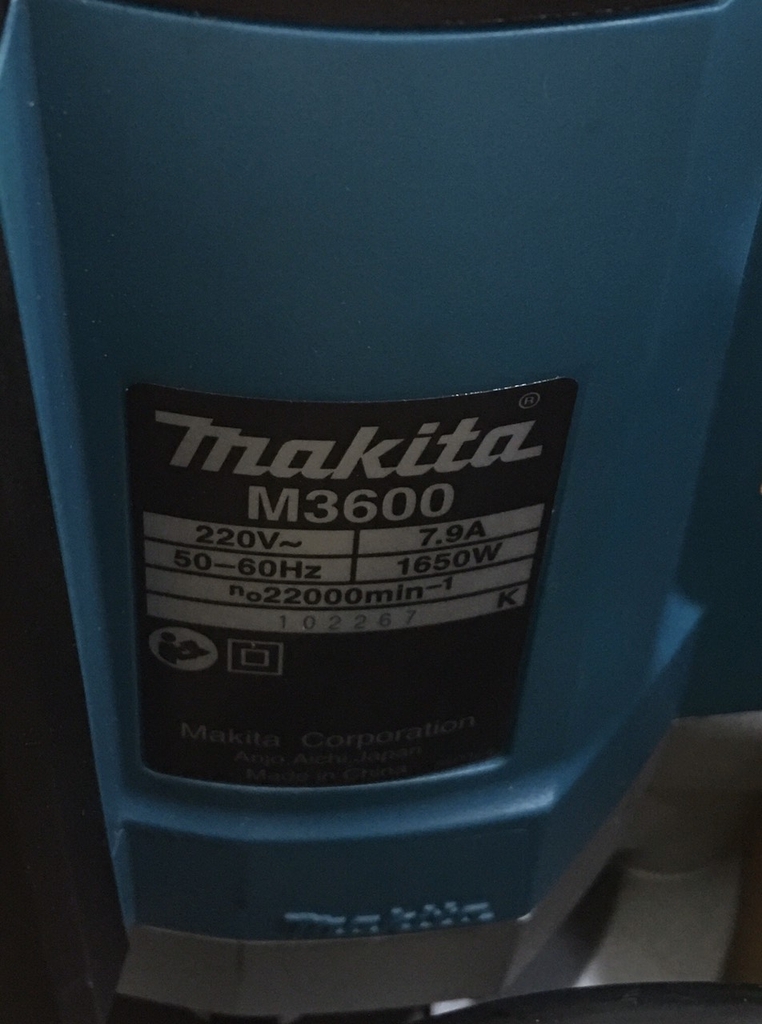 makita®
M3600
220V~ 7.9A
50–60Hz 1650W
n₀22000min⁻¹
102267 K
Makita Corporation
Anjo, Aichi, Japan
Made in China
makita